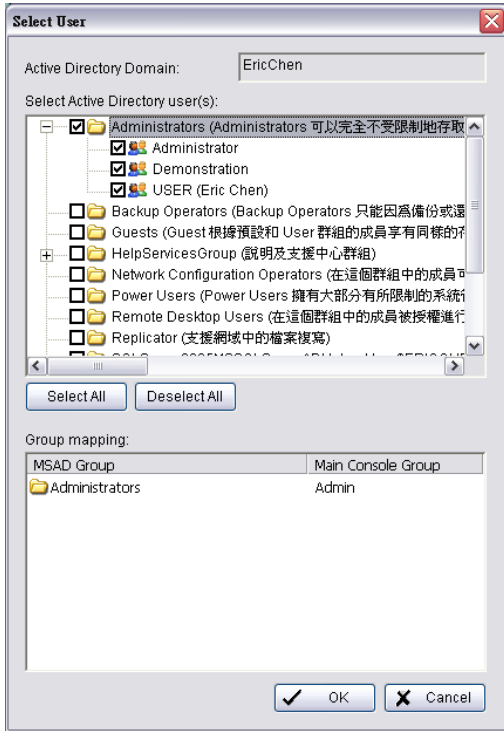 Select User
Active Directory Domain: EricChen
Select Active Directory user(s):
Administrators (Administrators 可以完全不受限制地存取
Administrator
Demonstration
USER (Eric Chen)
Backup Operators (Backup Operators 只能因為備份或還
Guests (Guest 根據預設和 User 群組的成員享有同樣的存
HelpServicesGroup (說明及支援中心群組)
Network Configuration Operators (在這個群組中的成員可
Power Users (Power Users 擁有大部分有所限制的系統管
Remote Desktop Users (在這個群組中的成員被授權進行
Replicator (支援網域中的檔案複寫)
Select All Deselect All
Group mapping:
MSAD Group Main Console Group
Administrators Admin
OK Cancel